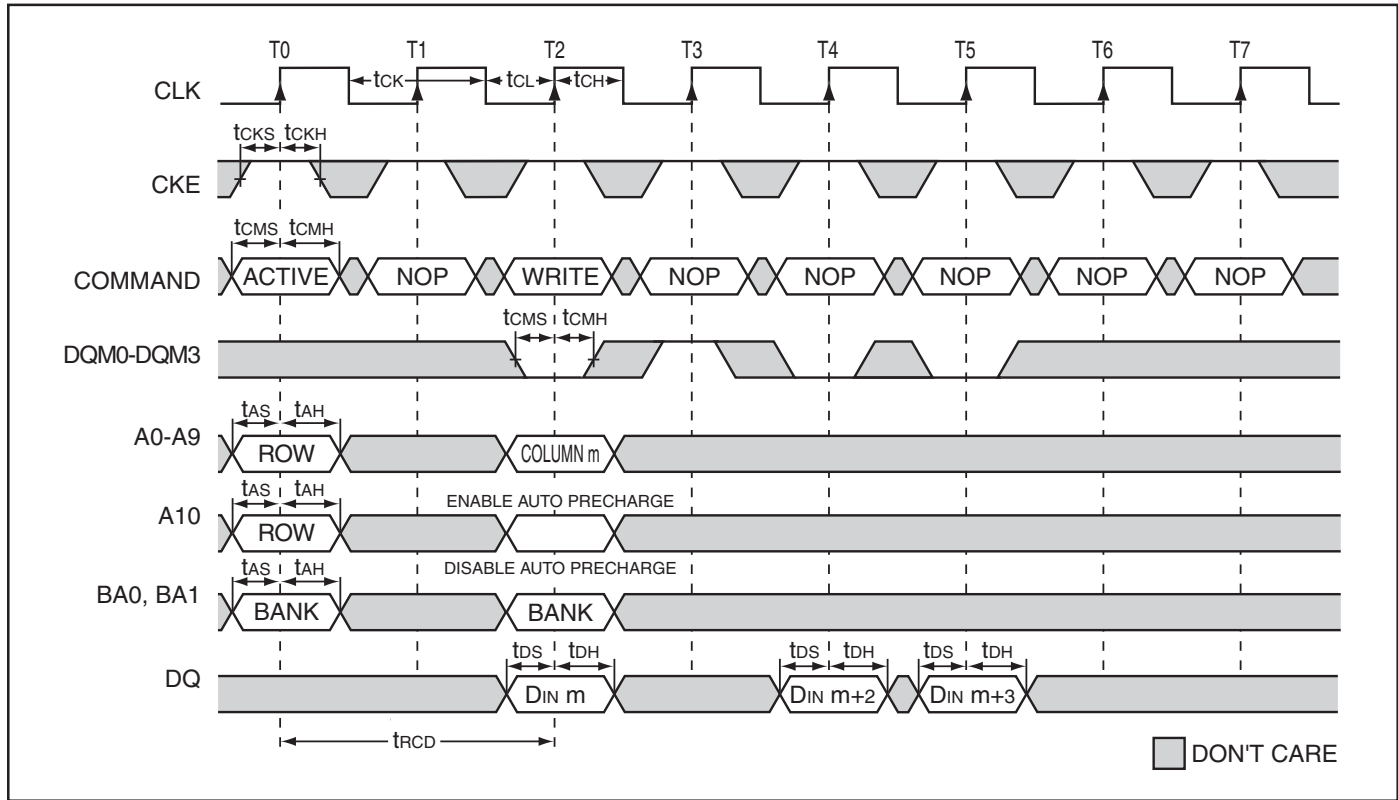 T0 T1 T2 T3 T4 T5 T6 T7
CLK tCK tCL tCH
tCKS tCKH
CKE
tCMS tCMH
COMMAND ACTIVE NOP WRITE NOP NOP NOP NOP NOP
tCMS tCMH
DQM0-DQM3
tAS tAH
A0-A9 ROW COLUMN m
tAS tAH ENABLE AUTO PRECHARGE
A10 ROW
tAS tAH DISABLE AUTO PRECHARGE
BA0, BA1 BANK BANK
tDS tDH tDS tDH tDS tDH
DQ DIN m DIN m+2 DIN m+3
tRCD
DON'T CARE